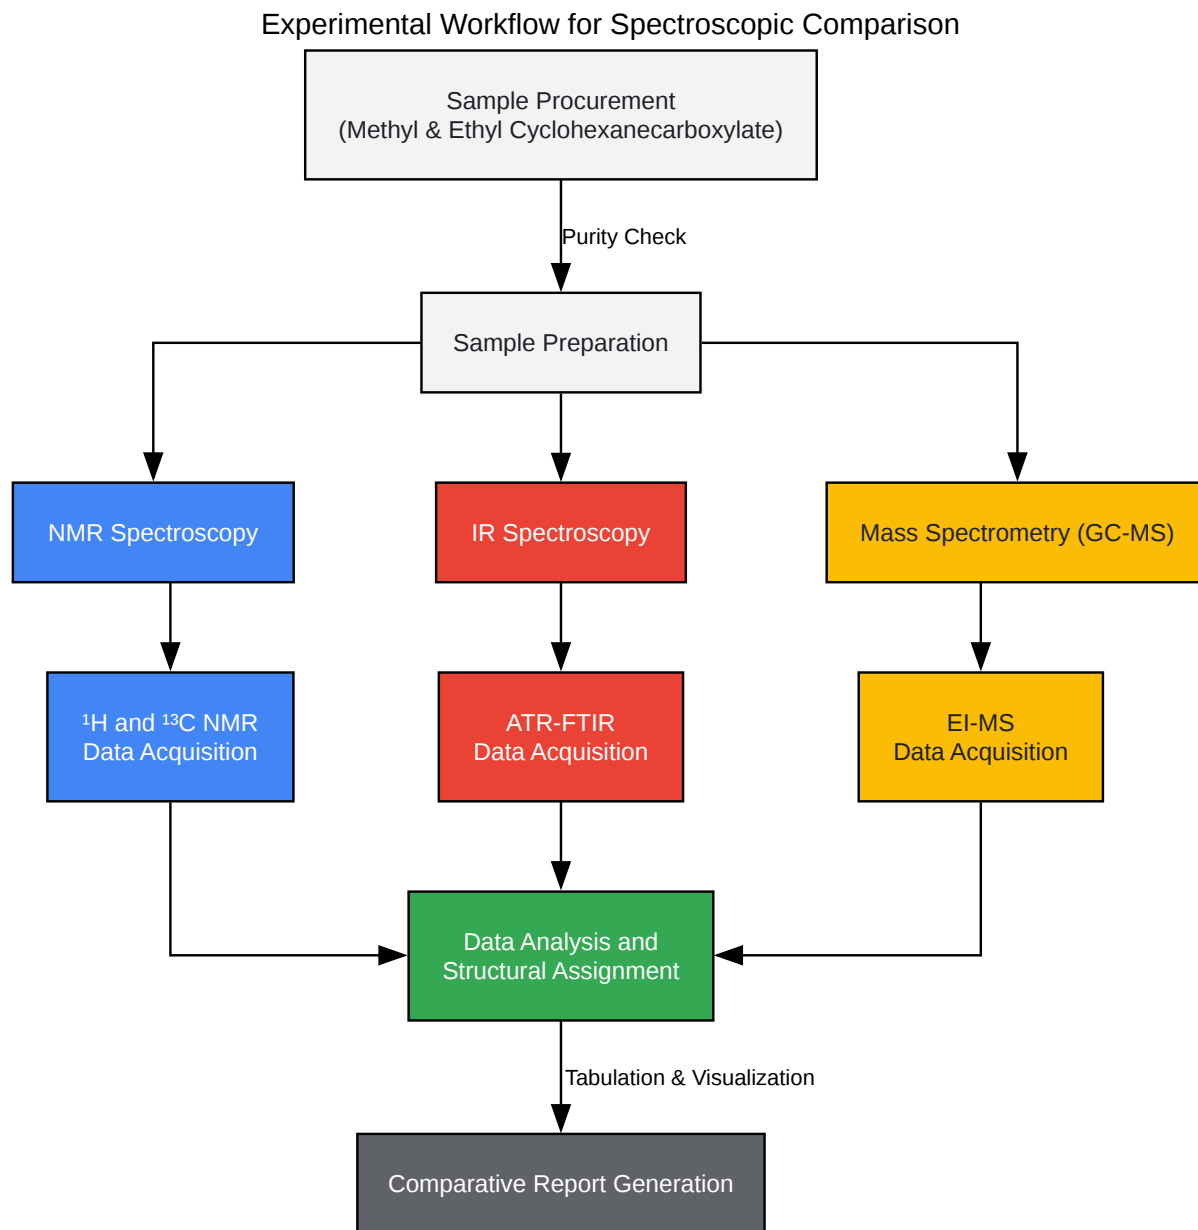 Experimental Workflow for Spectroscopic Comparison
Sample Procurement
(Methyl & Ethyl Cyclohexanecarboxylate)
Purity Check
Sample Preparation
NMR Spectroscopy
IR Spectroscopy
Mass Spectrometry (GC-MS)
¹H and ¹³C NMR
Data Acquisition
ATR-FTIR
Data Acquisition
EI-MS
Data Acquisition
Data Analysis and
Structural Assignment
Tabulation & Visualization
Comparative Report Generation